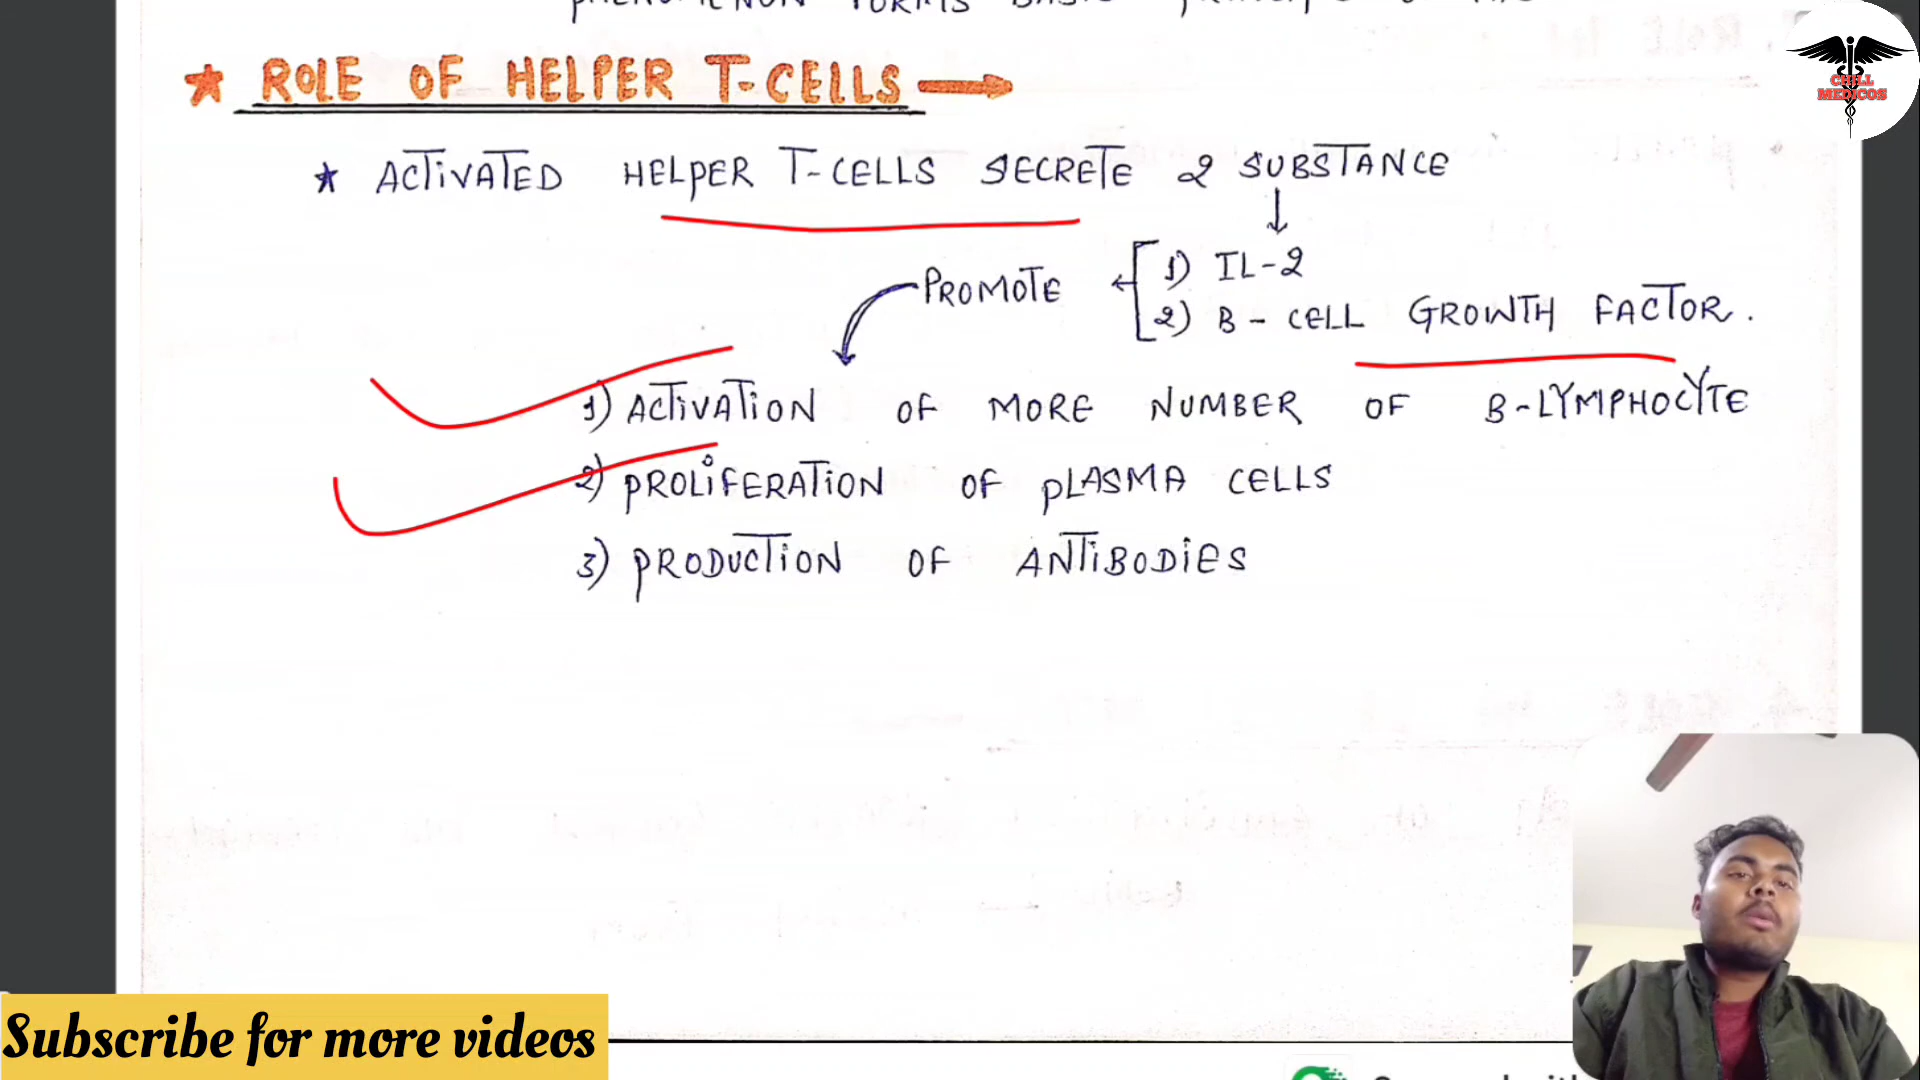 ★ ROLE OF HELPER T-CELLS →
CHILL
MEDICOS
★ ACTIVATED HELPER T-CELLS SECRETE 2 SUBSTANCE
PROMOTE ← 1) IL-2
2) B - CELL GROWTH FACTOR.
1) ACTIVATION OF MORE NUMBER OF B-LYMPHOCYTE
2) PROLIFERATION OF PLASMA CELLS
3) PRODUCTION OF ANTIBODIES
Subscribe for more videos